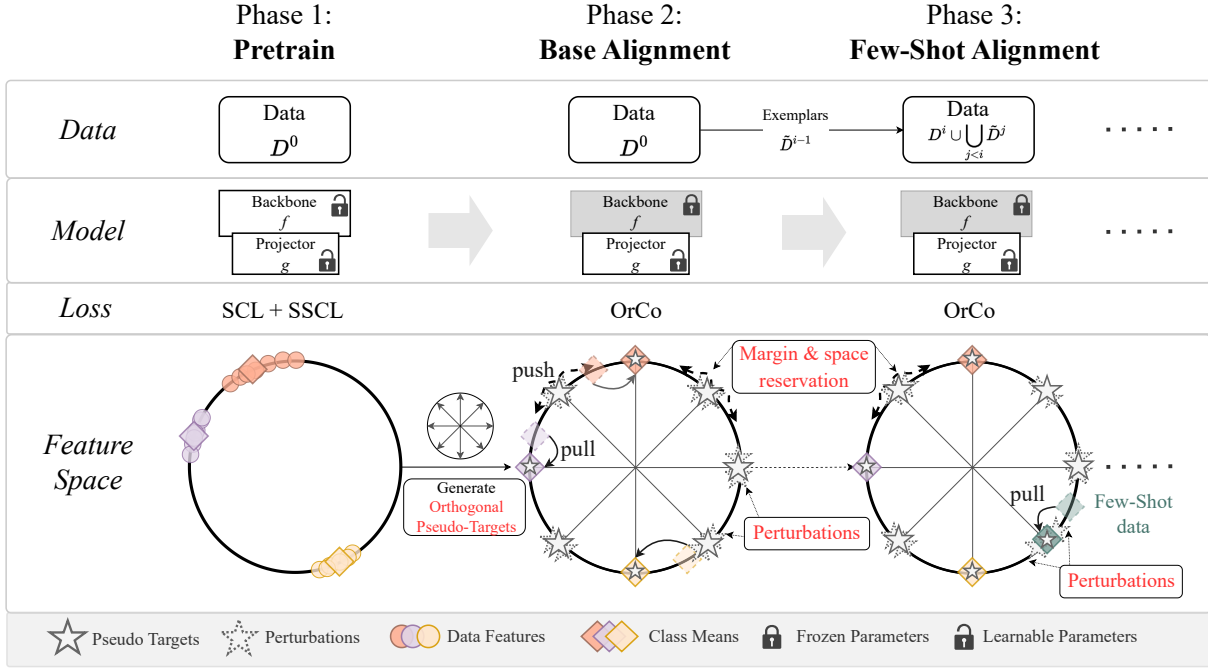 Phase 1:
Pretrain
Phase 2:
Base Alignment
Phase 3:
Few-Shot Alignment
Data
Data
D⁰
Data
D⁰
Exemplars
D̃ⁱ⁻¹
Data
Dⁱ ∪ ⋃ D̃ʲ
j<i
.....
Model
Backbone
f
Projector
g
Backbone
f
Projector
g
Backbone
f
Projector
g
.....
Loss
SCL + SSCL
OrCo
OrCo
Feature
Space
Generate
Orthogonal
Pseudo-Targets
push
pull
Margin & space
reservation
Perturbations
pull
Few-Shot
data
Perturbations
.....
Pseudo Targets
Perturbations
Data Features
Class Means
Frozen Parameters
Learnable Parameters